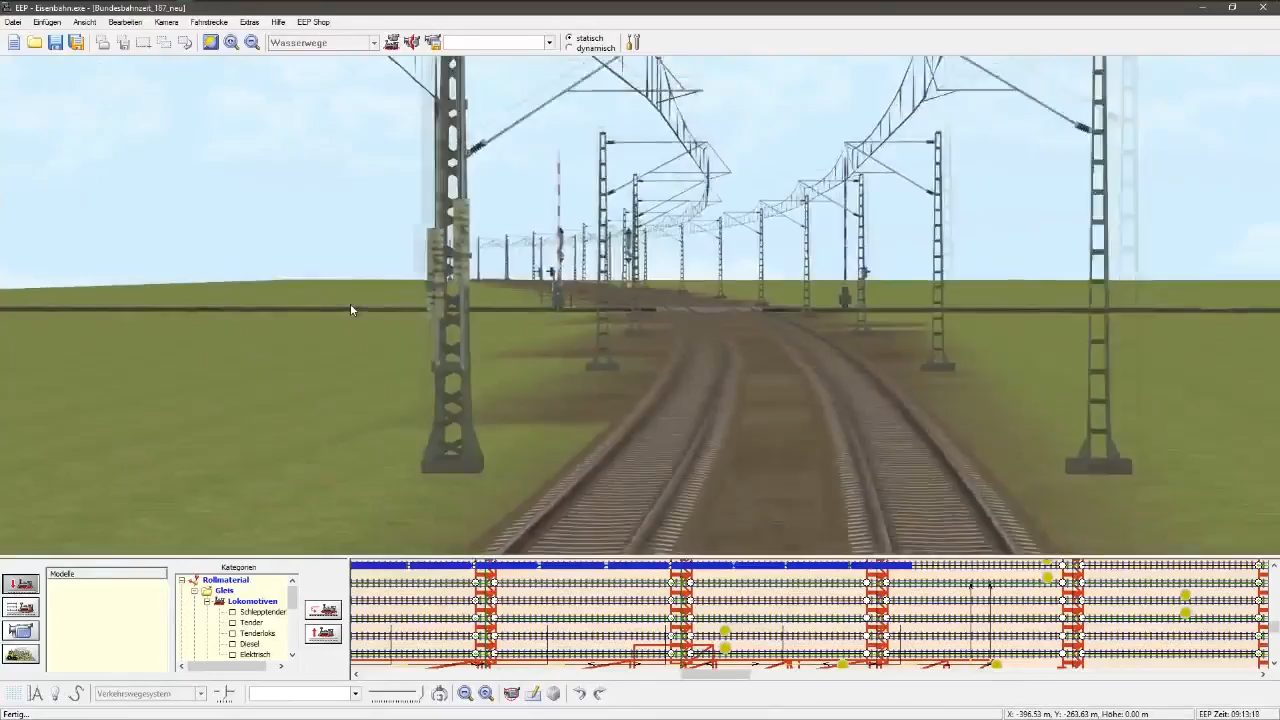 EEP - Eisenbahn.exe - [Bundesbahnzeit_187_neu]
Datei Einfügen Ansicht Bearbeiten Kamera Fahrstrecke Extras Hilfe EEP Shop
Wasserwege
statisch
dynamisch
Modelle
Kategorien
Rollmaterial
Gleis
Lokomotiven
Schlepptender
Tender
Tenderloks
Diesel
Elektrisch
Verkehrswegesystem
Fertig...
X: -396.53 m, Y: -263.63 m, Höhe: 0.00 m
EEP Zeit: 09:13:18